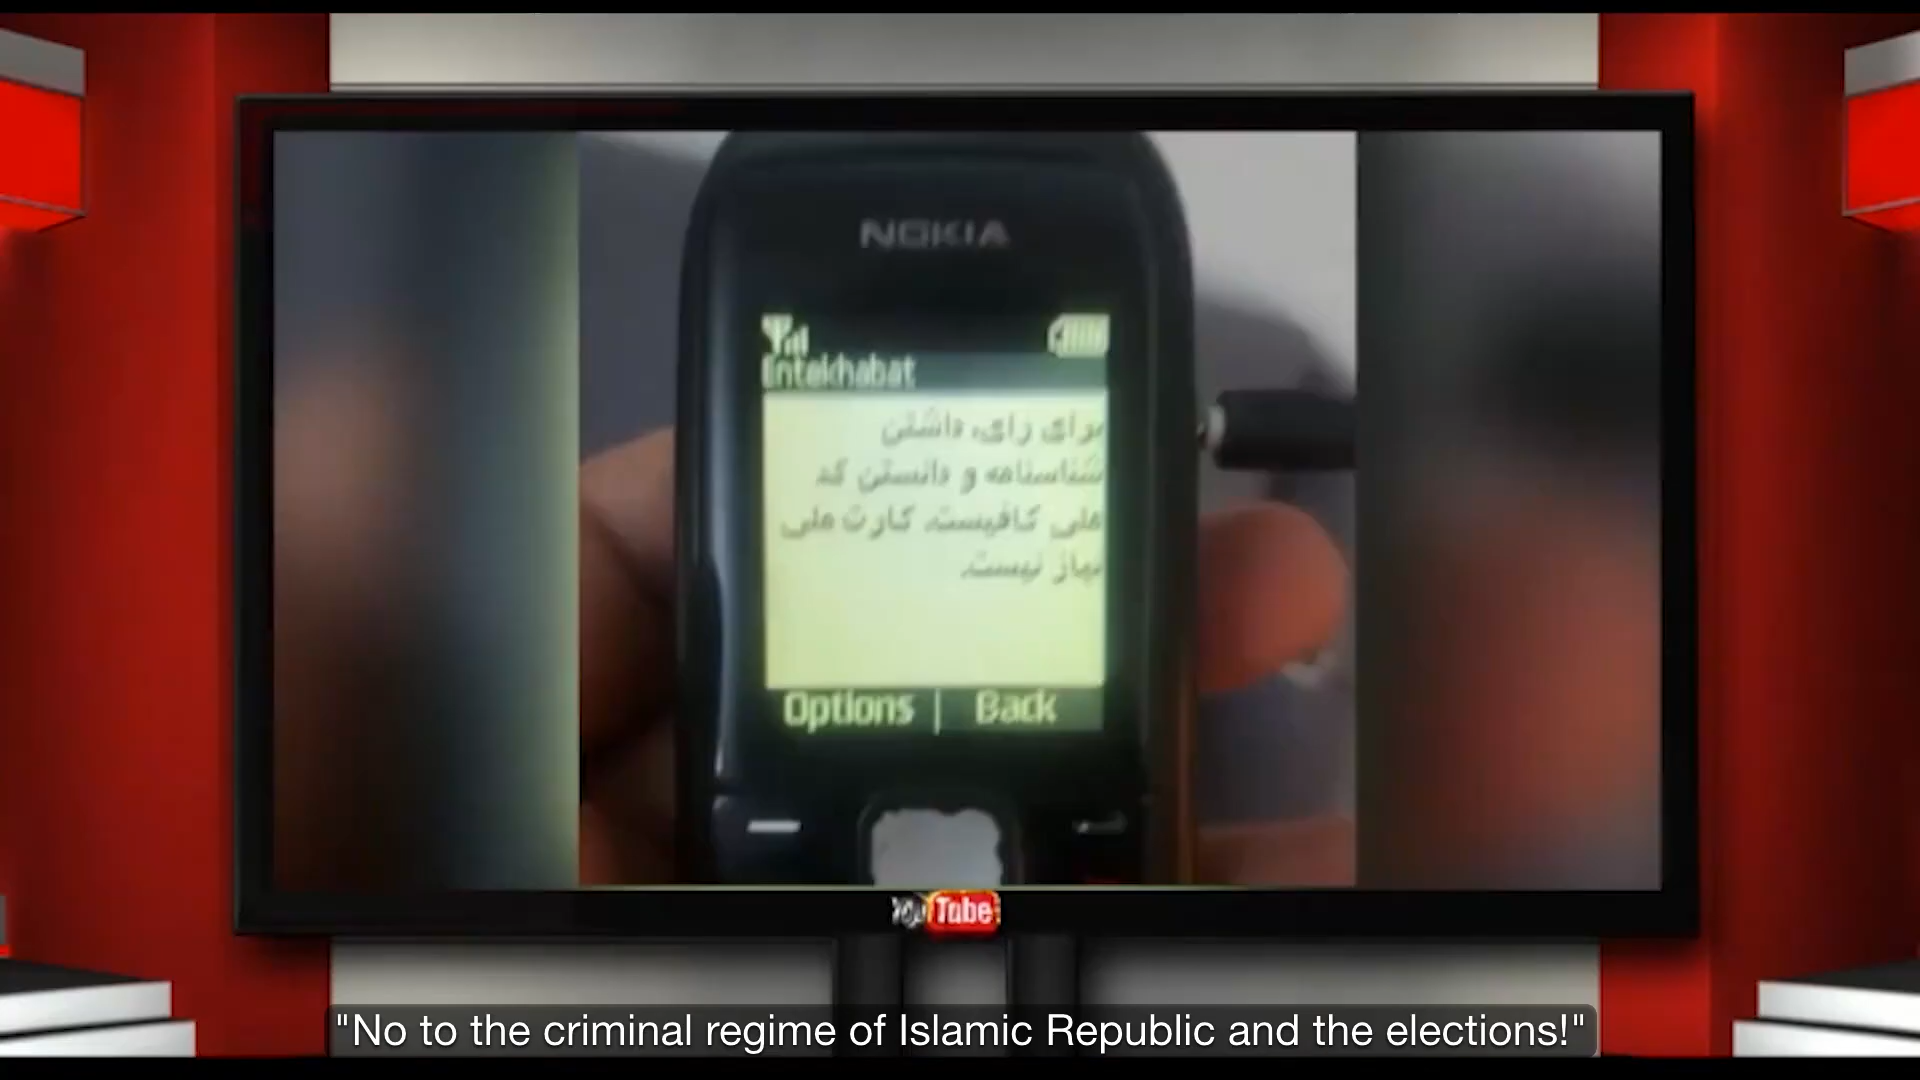 NOKIA
Entekhabat
برای رای، داشتن
شناسنامه و دانستن کد
ملی کافیست. کارت ملی
نیاز نیست.
Options | Back
YouTube
"No to the criminal regime of Islamic Republic and the elections!"